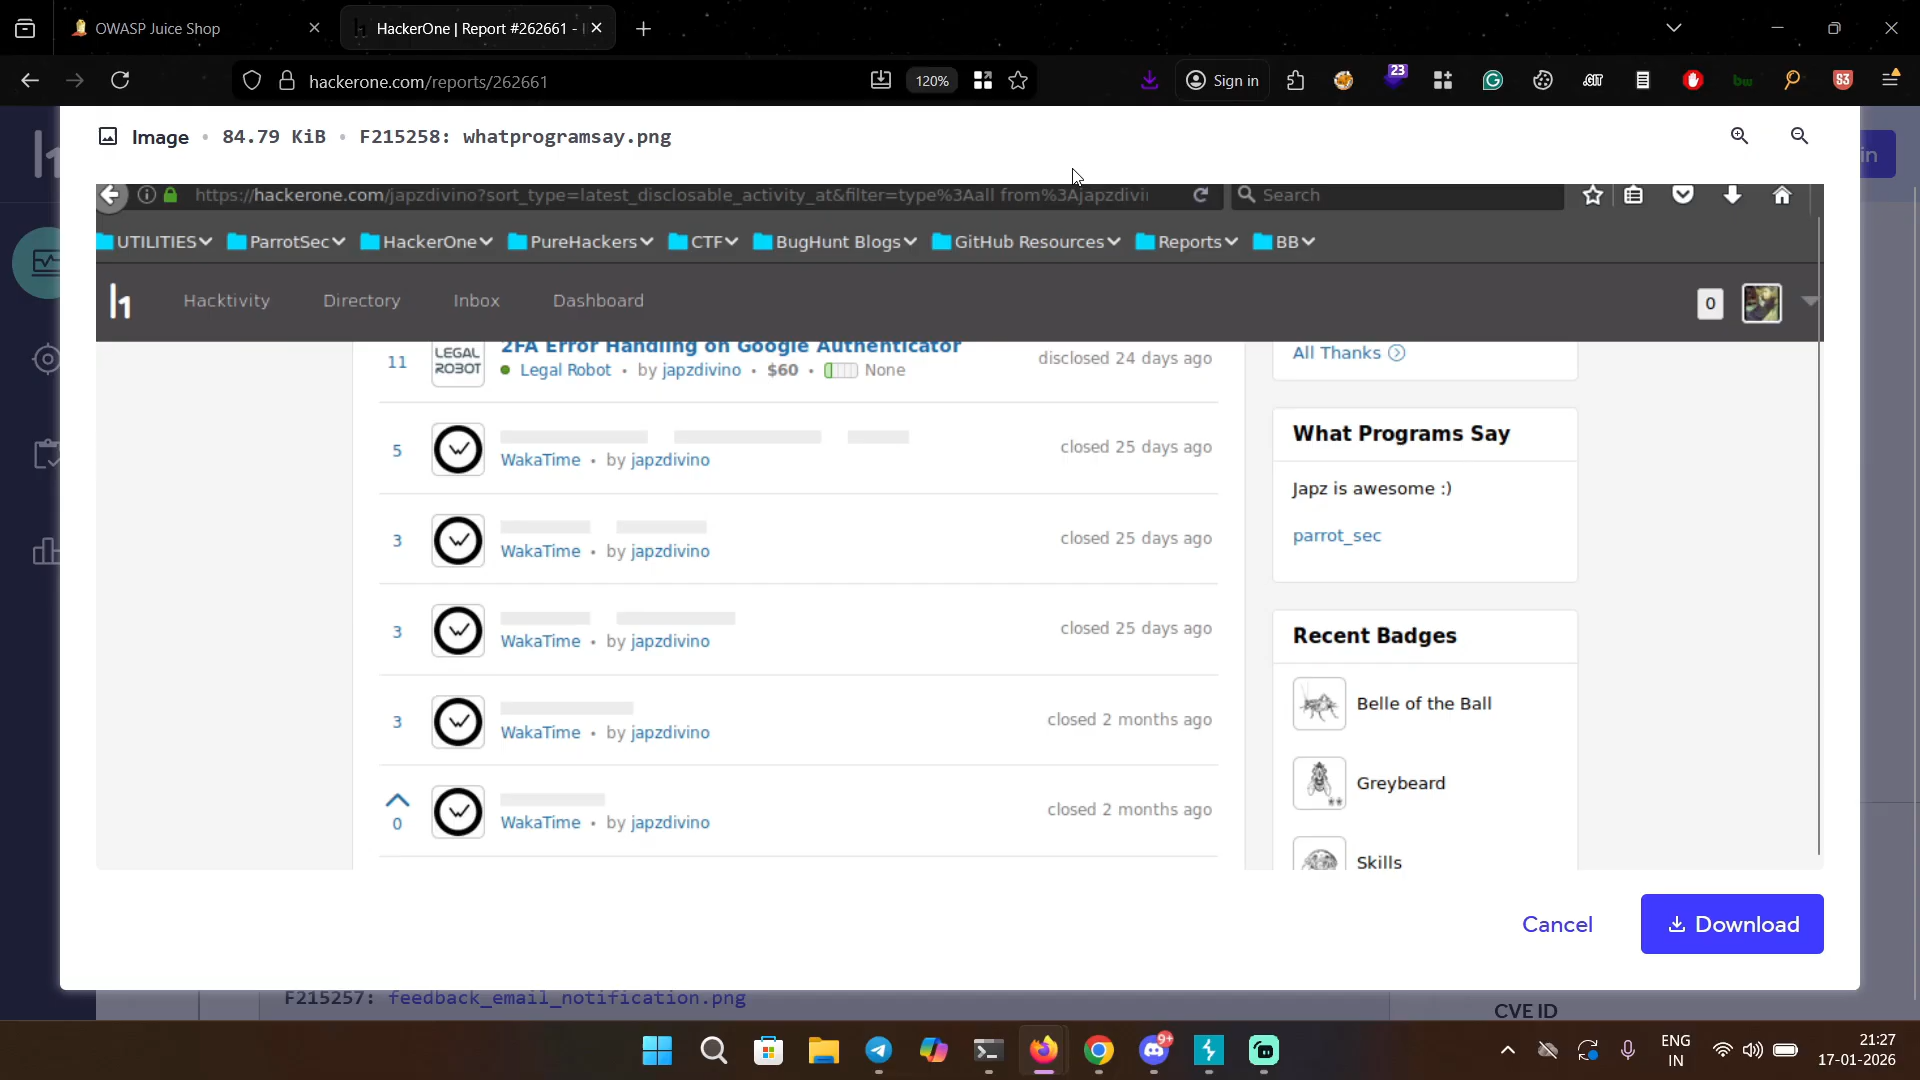 OWASP Juice Shop
HackerOne | Report #262661 -
hackerone.com/reports/262661
120%
Sign in
23
.GIT
bw
53
in
Image • 84.79 KiB • F215258: whatprogramsay.png
https://hackerone.com/japzdivino?sort_type=latest_disclosable_activity_at&filter=type%3Aall from%3Ajapzdivi
Search
UTILITIES
ParrotSec
HackerOne
PureHackers
CTF
BugHunt Blogs
GitHub Resources
Reports
BB
h1
Hacktivity
Directory
Inbox
Dashboard
0
11
LEGAL
ROBOT
2FA Error Handling on Google Authenticator
Legal Robot • by japzdivino • $60 • None
disclosed 24 days ago
5
WakaTime • by japzdivino
closed 25 days ago
3
WakaTime • by japzdivino
closed 25 days ago
3
WakaTime • by japzdivino
closed 25 days ago
3
WakaTime • by japzdivino
closed 2 months ago
0
WakaTime • by japzdivino
closed 2 months ago
All Thanks
What Programs Say
Japz is awesome :)
parrot_sec
Recent Badges
Belle of the Ball
Greybeard
Skills
Cancel
Download
F215257: feedback_email_notification.png
CVE ID
9+
ENG
IN
21:27
17-01-2026